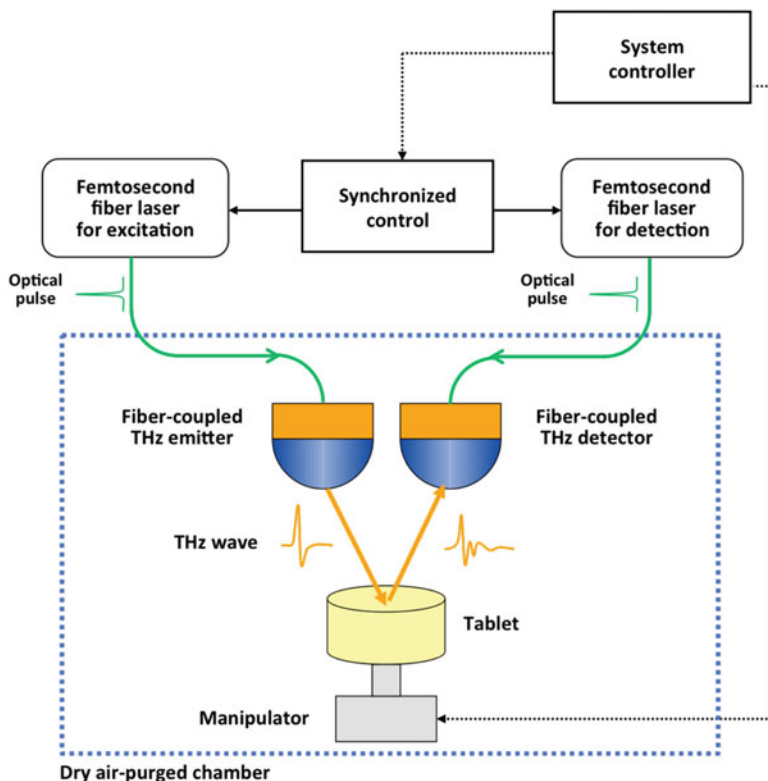 System
controller
Femtosecond
fiber laser
for excitation
Synchronized
control
Femtosecond
fiber laser
for detection
Optical
pulse
Optical
pulse
Fiber-coupled
THz emitter
Fiber-coupled
THz detector
THz wave
Tablet
Manipulator
Dry air-purged chamber